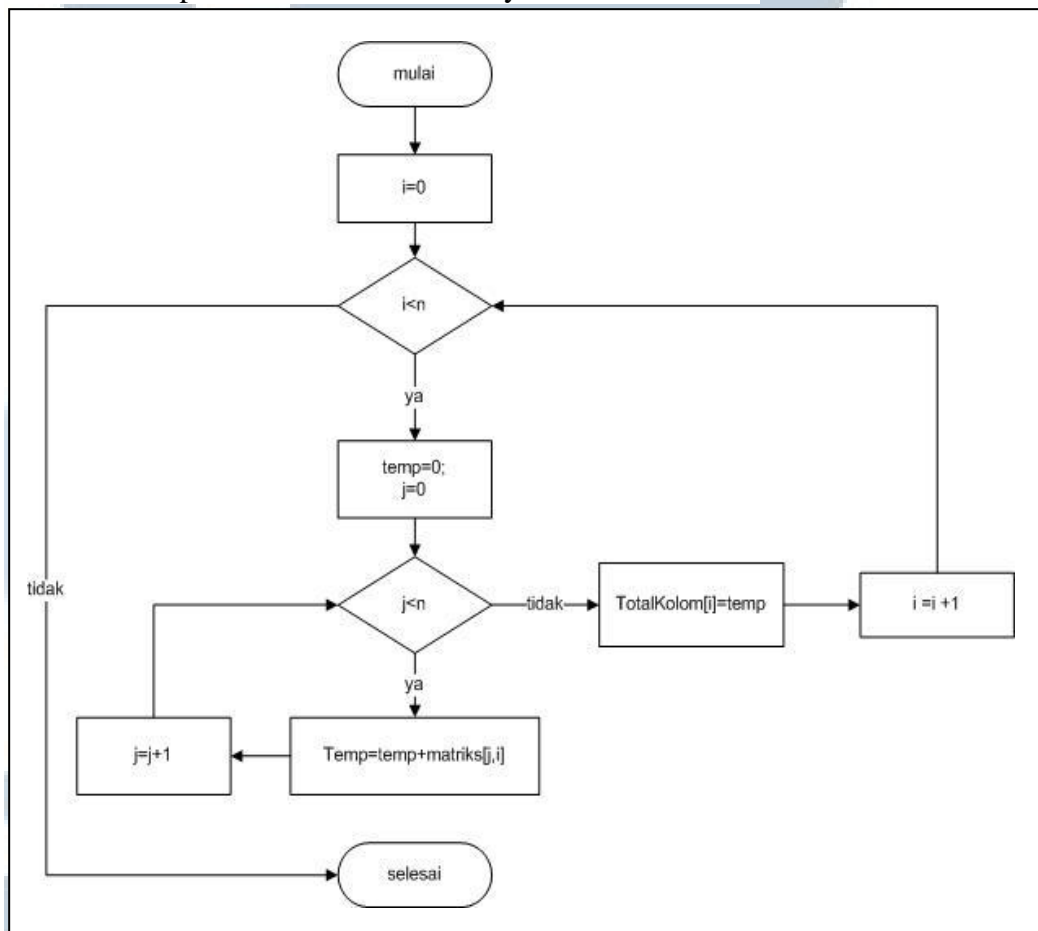 mulai
i=0
i<n
ya
temp=0;
j=0
tidak
j<n
tidak
TotalKolom[i]=temp
i =i +1
ya
j=j+1
Temp=temp+matriks[j,i]
selesai